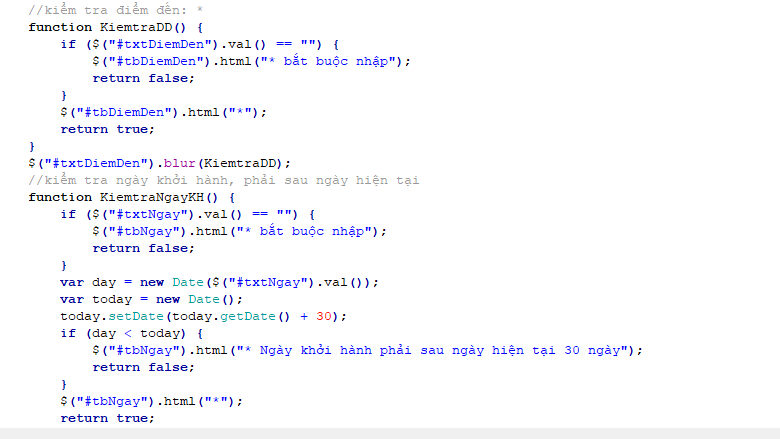 //kiểm tra điểm đến: *
function KiemtraDD() {
    if ($("#txtDiemDen").val() == "") {
        $("#tbDiemDen").html("* bắt buộc nhập");
        return false;
    }
    $("#tbDiemDen").html("*");
    return true;
}
$("#txtDiemDen").blur(KiemtraDD);
//kiểm tra ngày khởi hành, phải sau ngày hiện tại
function KiemtraNgayKH() {
    if ($("#txtNgay").val() == "") {
        $("#tbNgay").html("* bắt buộc nhập");
        return false;
    }
    var day = new Date($("#txtNgay").val());
    var today = new Date();
    today.setDate(today.getDate() + 30);
    if (day < today) {
        $("#tbNgay").html("* Ngày khởi hành phải sau ngày hiện tại 30 ngày");
        return false;
    }
    $("#tbNgay").html("*");
    return true;